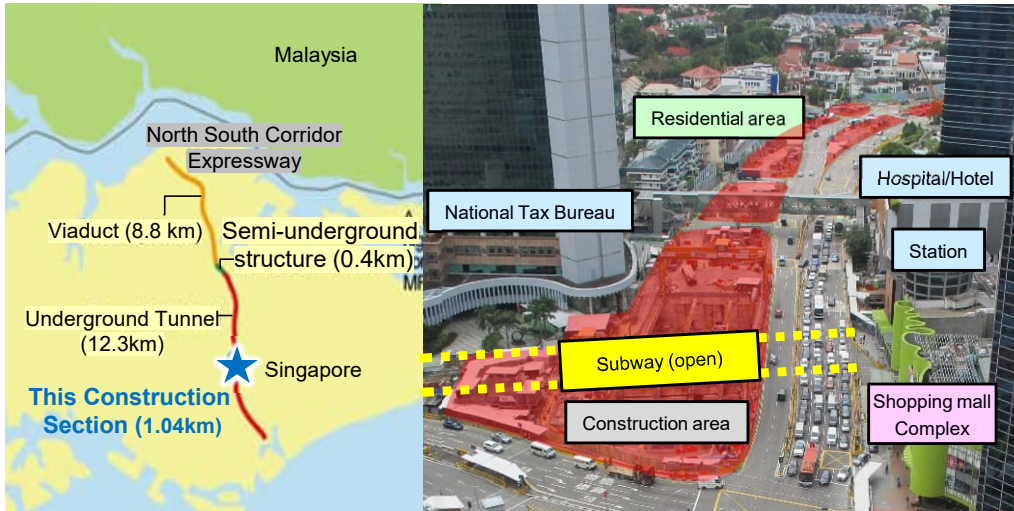 Malaysia
North South Corridor
Expressway
Viaduct (8.8 km)
Semi-underground
structure (0.4km)
Underground Tunnel
(12.3km)
Singapore
This Construction
Section (1.04km)
Residential area
National Tax Bureau
Hospital/Hotel
Station
Subway (open)
Construction area
Shopping mall
Complex